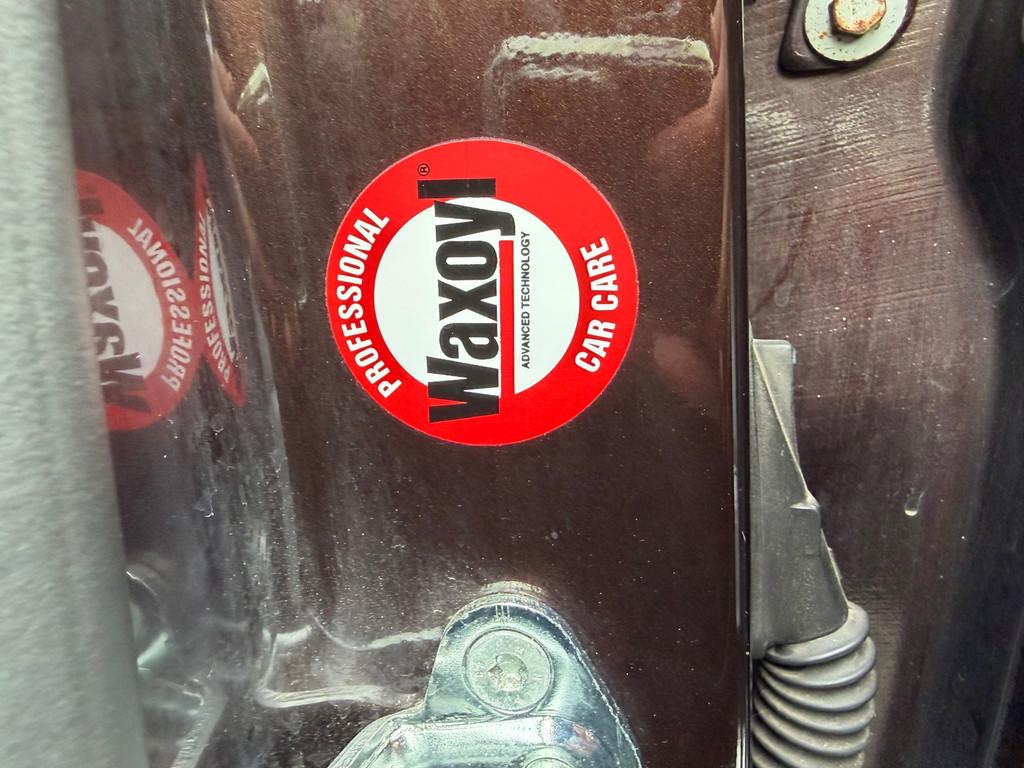 PROFESSIONAL
Waxoyl®
ADVANCED TECHNOLOGY
CAR CARE